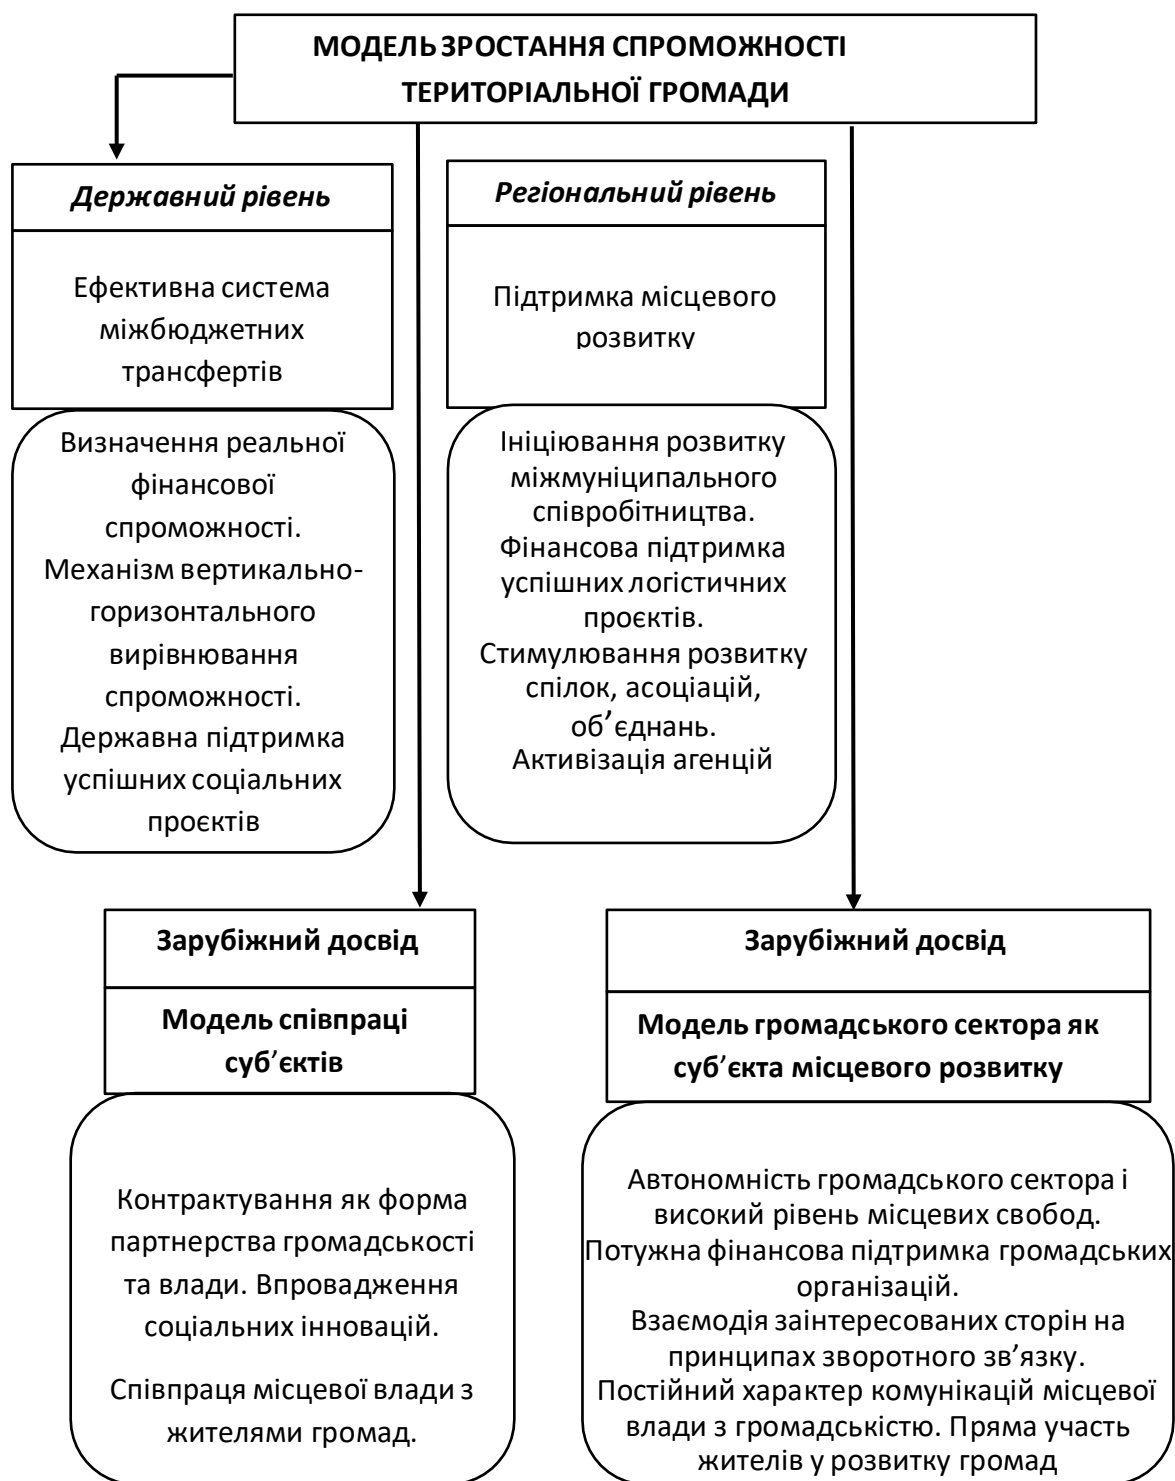 МОДЕЛЬ ЗРОСТАННЯ СПРОМОЖНОСТІ
ТЕРИТОРІАЛЬНОЇ ГРОМАДИ
Державний рівень
Ефективна система
міжбюджетних
трансфертів
Визначення реальної
фінансової
спроможності.
Механізм вертикально-
горизонтального
вирівнювання
спроможності.
Державна підтримка
успішних соціальних
проєктів
Регіональний рівень
Підтримка місцевого
розвитку
Ініціювання розвитку
міжмуніципального
співробітництва.
Фінансова підтримка
успішних логістичних
проєктів.
Стимулювання розвитку
спілок, асоціацій,
об’єднань.
Активізація агенцій
Зарубіжний досвід
Модель співпраці
суб’єктів
Контрактування як форма
партнерства громадськості
та влади. Впровадження
соціальних інновацій.
Співпраця місцевої влади з
жителями громад.
Зарубіжний досвід
Модель громадського сектора як
суб’єкта місцевого розвитку
Автономність громадського сектора і
високий рівень місцевих свобод.
Потужна фінансова підтримка громадських
організацій.
Взаємодія заінтересованих сторін на
принципах зворотного зв’язку.
Постійний характер комунікацій місцевої
влади з громадськістю. Пряма участь
жителів у розвитку громад